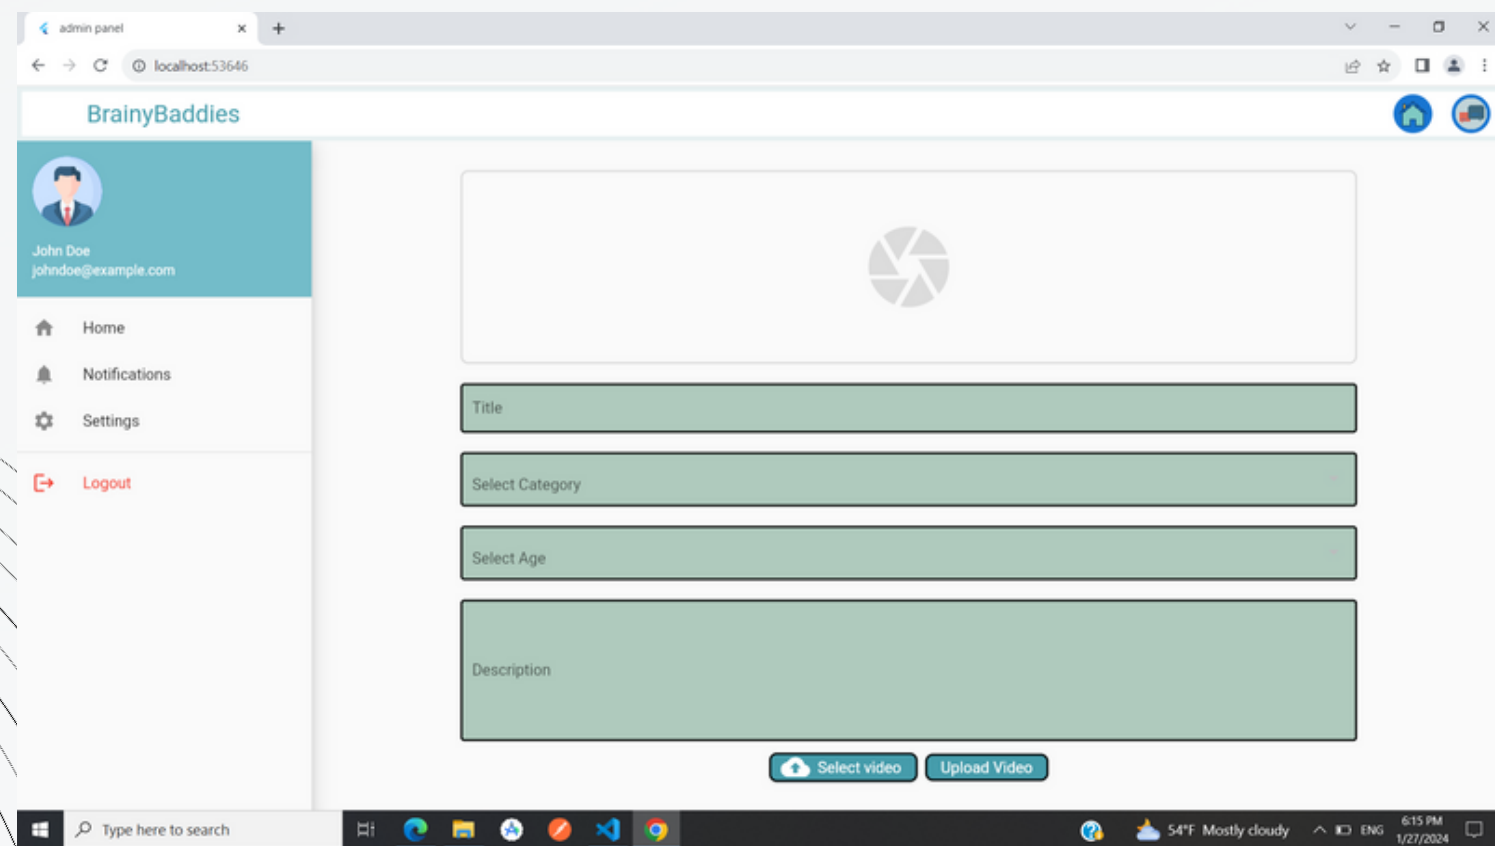 admin panel
localhost:53646
BrainyBaddies
John Doe
johndoe@example.com
Home
Notifications
Settings
Logout
Title
Select Category
Select Age
Description
Select video
Upload Video
Type here to search
54°F Mostly cloudy
ENG
6:15 PM
1/27/2024